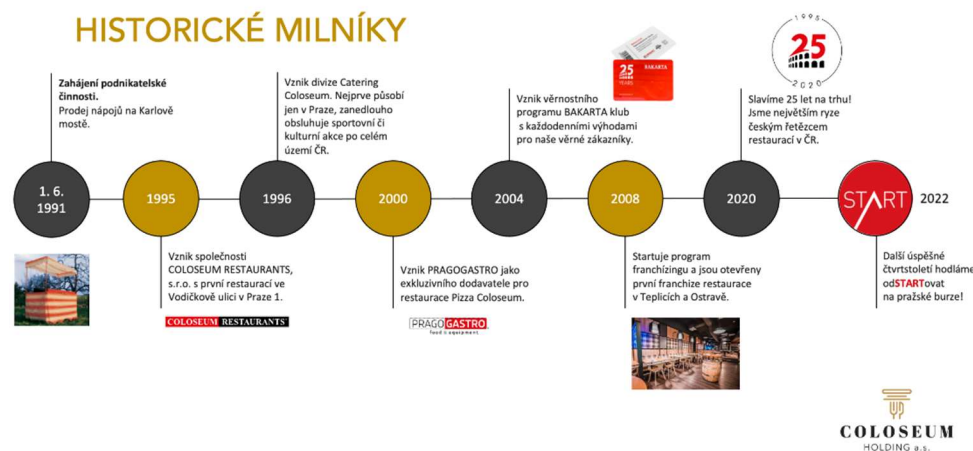 HISTORICKÉ MILNÍKY
Zahájení podnikatelské
činnosti.
Prodej nápojů na Karlově
mostě.
Vznik divize Catering
Coloseum. Nejprve působí
jen v Praze, zanedlouho
obsluhuje sportovní či
kulturní akce po celém
území ČR.
25
YEARS
BAKARTA
Vznik věrnostního
programu BAKARTA klub
s každodenními výhodami
pro naše věrné zákazníky.
1995
25
2020
Slavíme 25 let na trhu!
Jsme největším ryze
českým řetězcem
restaurací v ČR.
1. 6.
1991
1995
1996
2000
2004
2008
2020
START
2022
Vznik společnosti
COLOSEUM RESTAURANTS,
s.r.o. s první restaurací ve
Vodičkově ulici v Praze 1.
COLOSEUM RESTAURANTS
Vznik PRAGOGASTRO jako
exkluzivního dodavatele pro
restaurace Pizza Coloseum.
PRAGOGASTRO
food & equipment
Startuje program
franchízingu a jsou otevřeny
první franchize restaurace
v Teplicích a Ostravě.
Další úspěšné
čtvrtstoletí hodláme
odSTARTovat
na pražské burze!
COLOSEUM
HOLDING a.s.